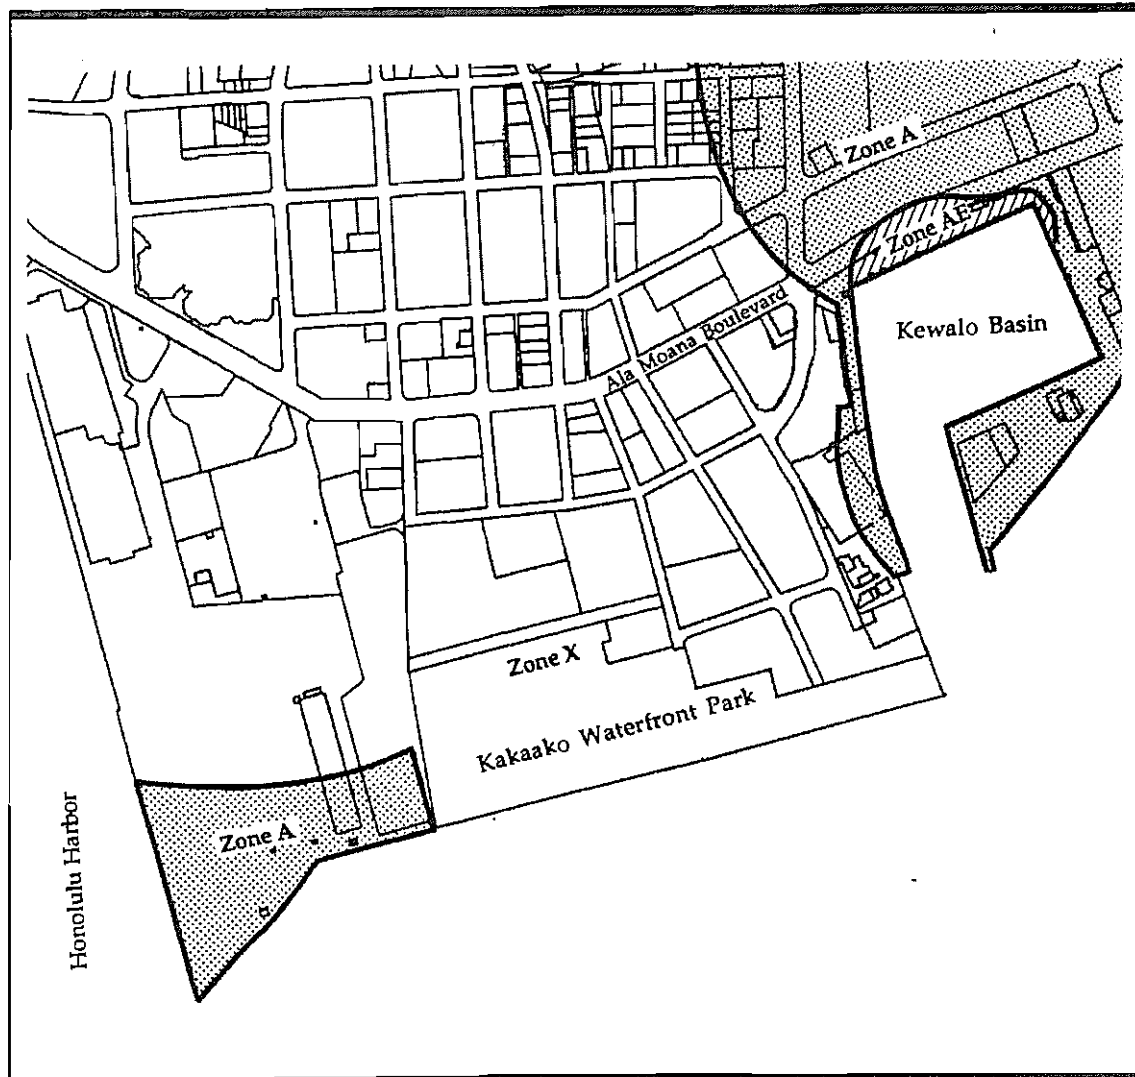 Zone A
Zone AE
Kewalo Basin
Ala Moana Boulevard
Zone X
Kakaako Waterfront Park
Zone A
Honolulu Harbor